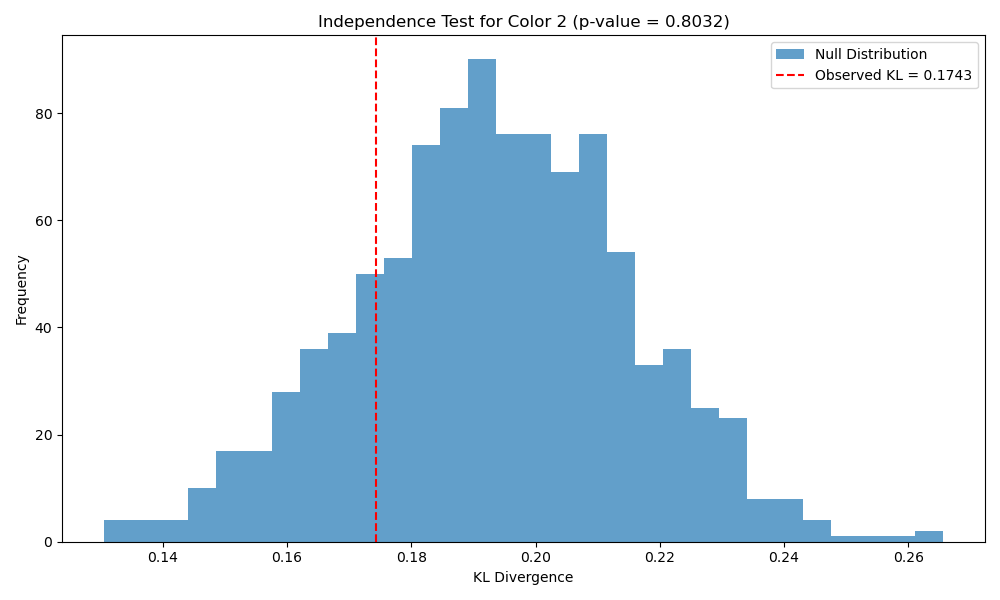 Independence Test for Color 2 (p-value = 0.8032)
Null Distribution
Observed KL = 0.1743
Frequency
80
60
40
20
0
0.14 0.16 0.18 0.20 0.22 0.24 0.26
KL Divergence